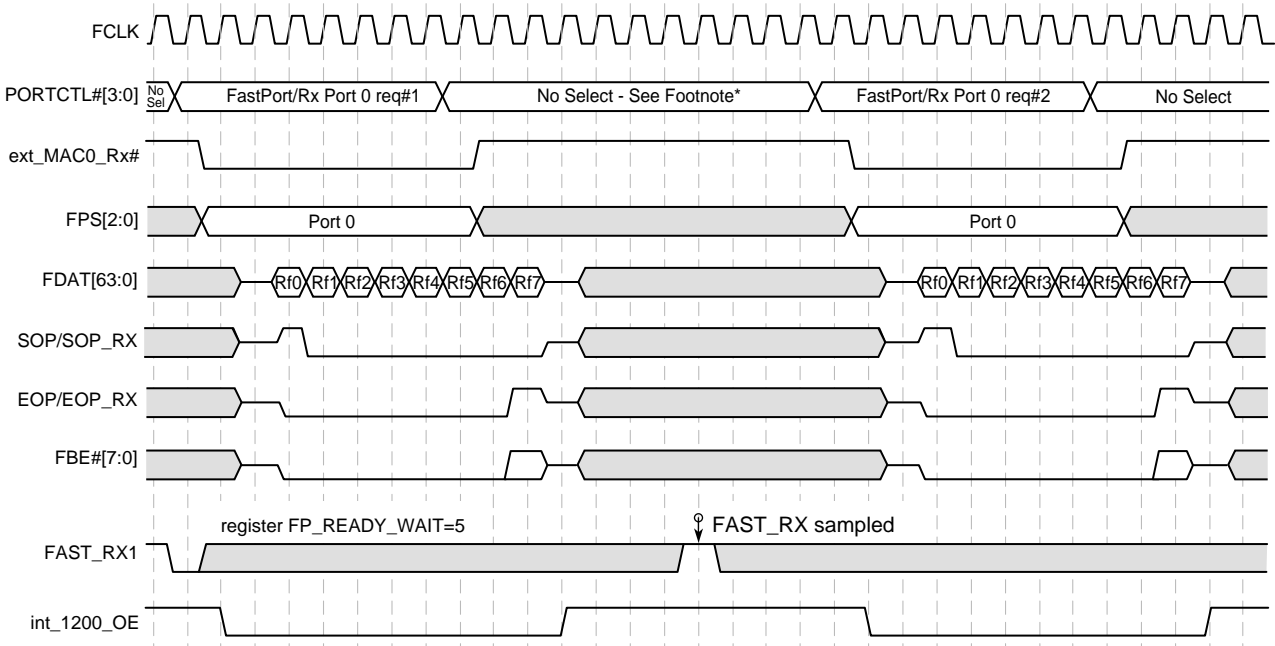 FCLK
PORTCTL#[3:0]
No
Sel
FastPort/Rx Port 0 req#1
No Select - See Footnote*
FastPort/Rx Port 0 req#2
No Select
ext_MAC0_Rx#
FPS[2:0]
Port 0
Port 0
FDAT[63:0]
Rf0 Rf1 Rf2 Rf3 Rf4 Rf5 Rf6 Rf7
Rf0 Rf1 Rf2 Rf3 Rf4 Rf5 Rf6 Rf7
SOP/SOP_RX
EOP/EOP_RX
FBE#[7:0]
register FP_READY_WAIT=5
FAST_RX sampled
FAST_RX1
int_1200_OE